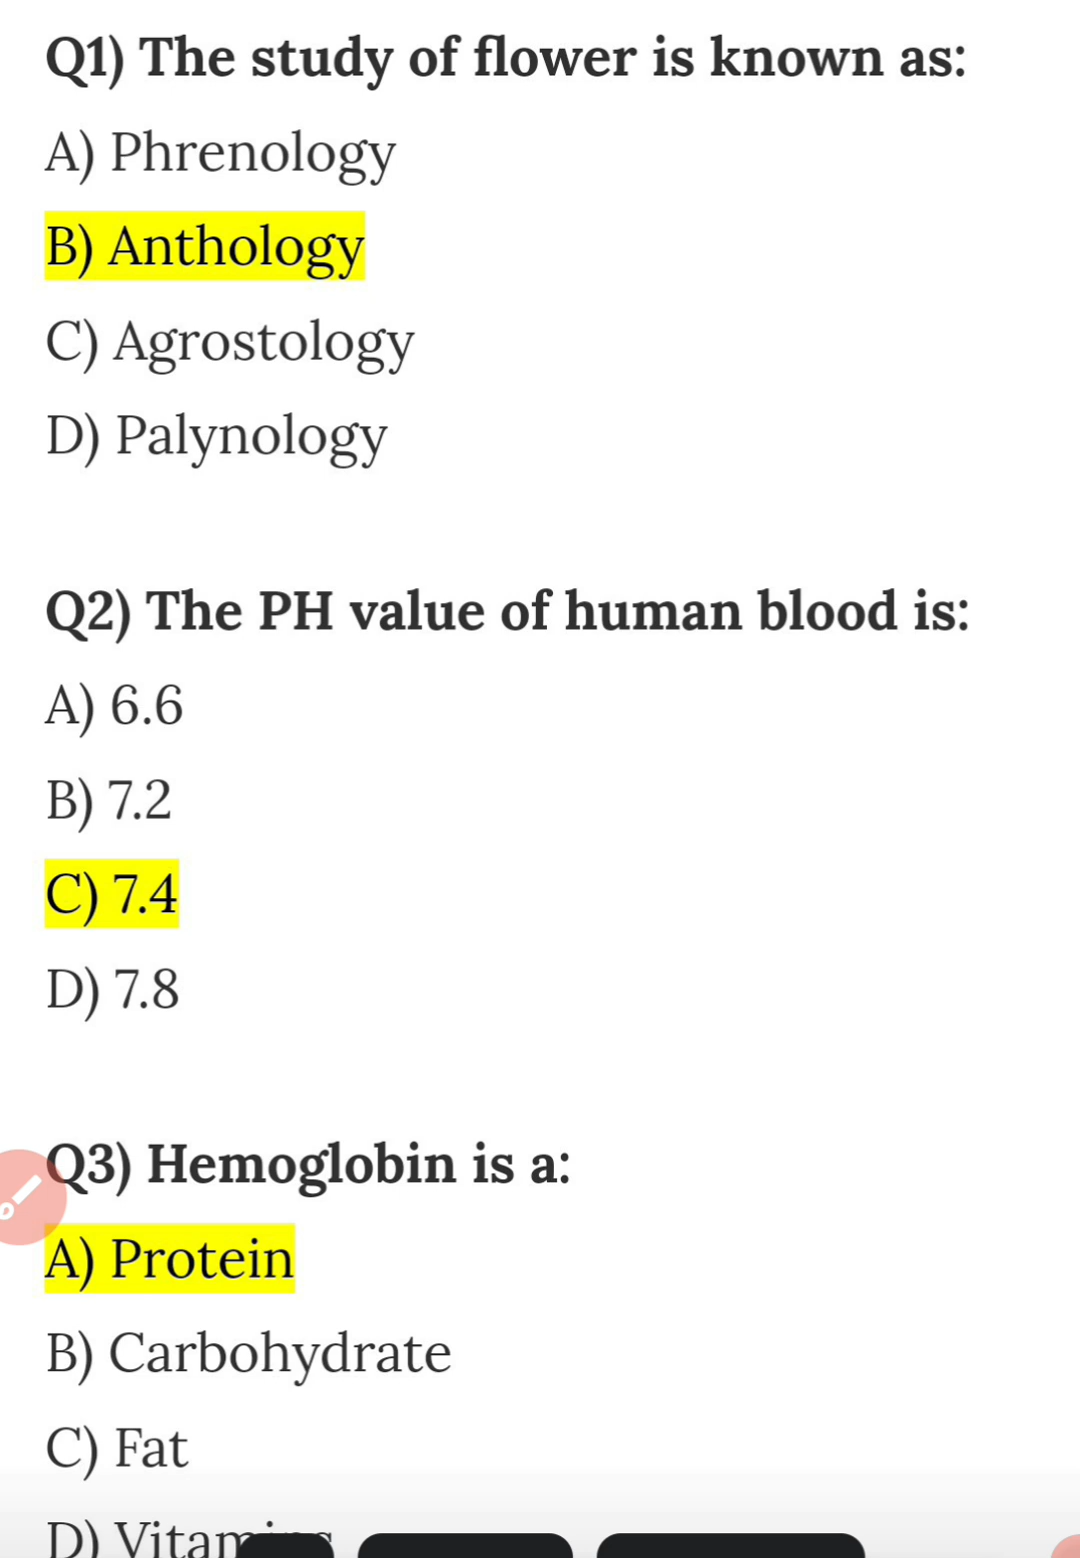 Q1) The study of flower is known as:
A) Phrenology
B) Anthology
C) Agrostology
D) Palynology
Q2) The PH value of human blood is:
A) 6.6
B) 7.2
C) 7.4
D) 7.8
Q3) Hemoglobin is a:
A) Protein
B) Carbohydrate
C) Fat
D)